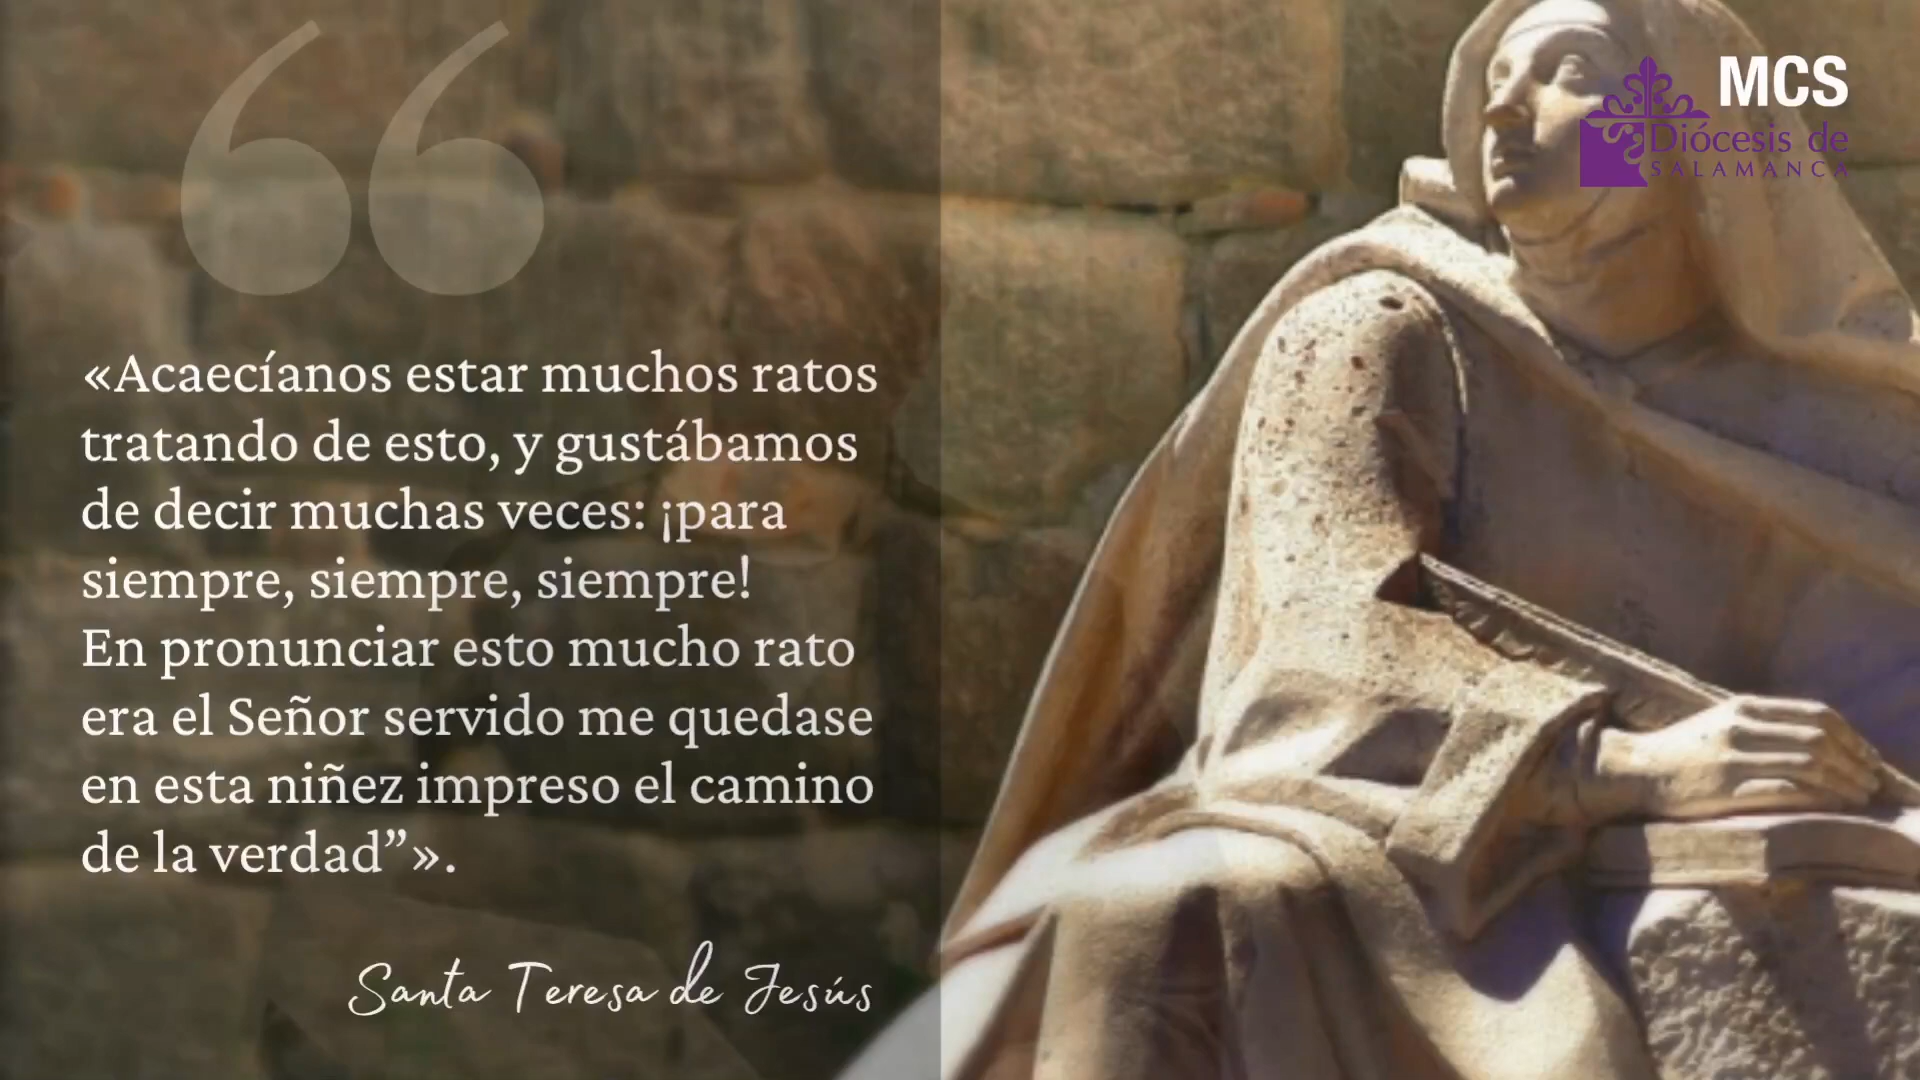 MCS
Diócesis de
SALAMANCA
«Acaecíanos estar muchos ratos
tratando de esto, y gustábamos
de decir muchas veces: ¡para
siempre, siempre, siempre!
En pronunciar esto mucho rato
era el Señor servido me quedase
en esta niñez impreso el camino
de la verdad”».
Santa Teresa de Jesús